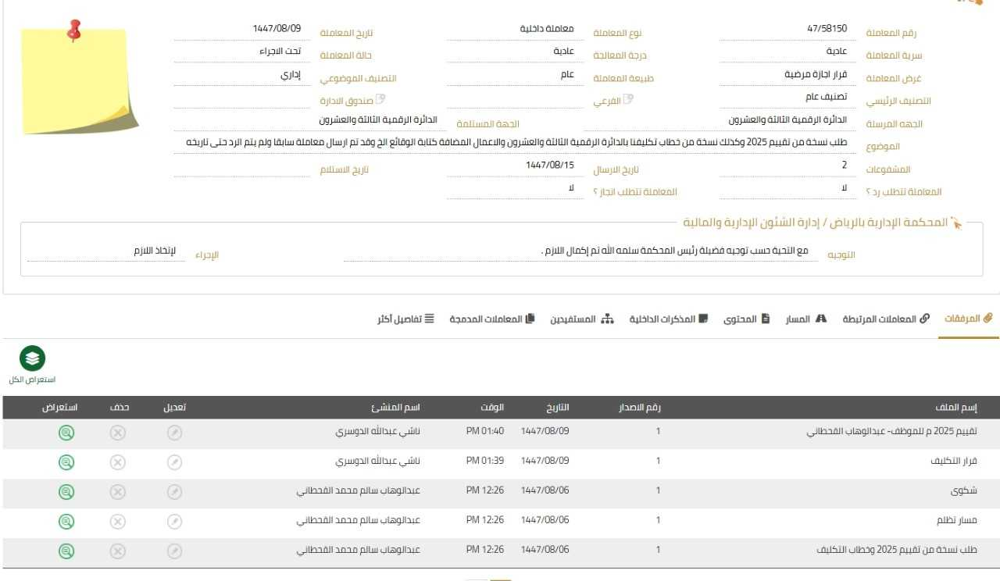 رقم المعاملة 47/58150 نوع المعاملة معاملة داخلية تاريخ المعاملة 1447/08/09
سرية المعاملة عادية درجة المعالجة عادية حالة المعاملة تحت الاجراء
غرض المعاملة قرار اجازة مرضية طبيعة المعاملة عام التصنيف الموضوعي إداري
التصنيف الرئيسي تصنيف عام الفرعي صندوق الادارة
الجهه المرسلة الدائرة الرقمية الثالثة والعشرون الجهة المستلمة الدائرة الرقمية الثالثة والعشرون
الموضوع طلب نسخة من تقييم 2025 وكذلك نسخة من خطاب تكليفنا بالدائرة الرقمية الثالثة والعشرون والاعمال المضافة كتابة الوقائع الخ وقد تم ارسال معاملة سابقا ولم يتم الرد حتى تاريخه
المشفوعات 2 تاريخ الارسال 1447/08/15 تاريخ الاستلام
المعاملة تتطلب رد ؟ لا المعاملة تتطلب انجاز ؟ لا
المحكمة الإدارية بالرياض / إدارة الشئون الإدارية والمالية
التوجيه مع التحية حسب توجيه فضيلة رئيس المحكمة سلمه الله تم إكمال اللازم . الإجراء لإتخاذ اللازم
المرفقات المعاملات المرتبطة المسار المحتوى المذكرات الداخلية المستفيدين المعاملات المدمجة تفاصيل أكثر
استعراض الكل
إسم الملف رقم الاصدار التاريخ الوقت اسم المنشئ تعديل حذف استعراض
تقييم 2025 م للموظف- عبدالوهاب القحطاني 1 1447/08/09 01:40 PM ناشي عبدالله الدوسري
قرار التكليف 1 1447/08/09 01:39 PM ناشي عبدالله الدوسري
شكوى 1 1447/08/06 12:26 PM عبدالوهاب سالم محمد القحطاني
مسار تظلم 1 1447/08/06 12:26 PM عبدالوهاب سالم محمد القحطاني
طلب نسخة من تقييم 2025 وخطاب التكليف 1 1447/08/06 12:26 PM عبدالوهاب سالم محمد القحطاني